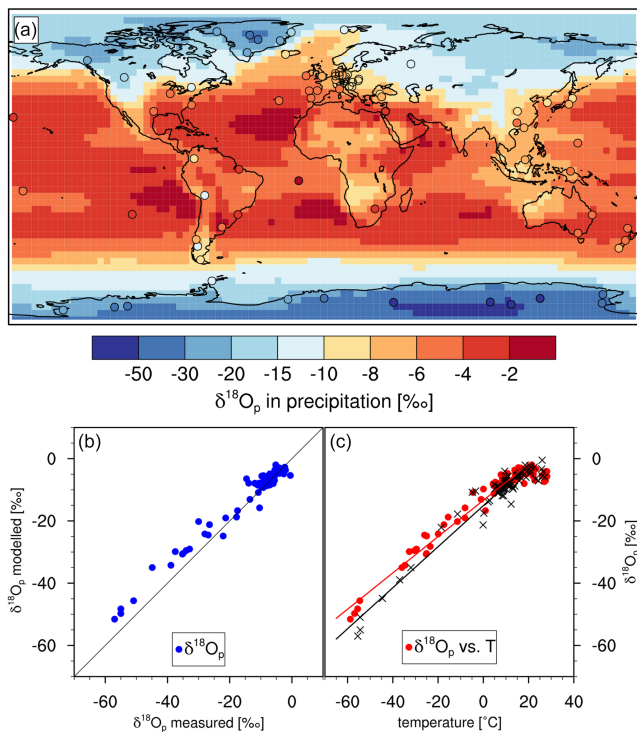 (a)
-50 -30 -20 -15 -10 -8 -6 -4 -2
δ¹⁸Oₚ in precipitation [‰]
(b)
(c)
0
-20
-40
-60
δ¹⁸Oₚ modelled [‰]
δ¹⁸Oₚ
-60 -40 -20 0
δ¹⁸Oₚ measured [‰]
δ¹⁸Oₚ vs. T
-60 -40 -20 0 20 40
temperature [°C]
0
-20
-40
-60
δ¹⁸Oₚ [‰]